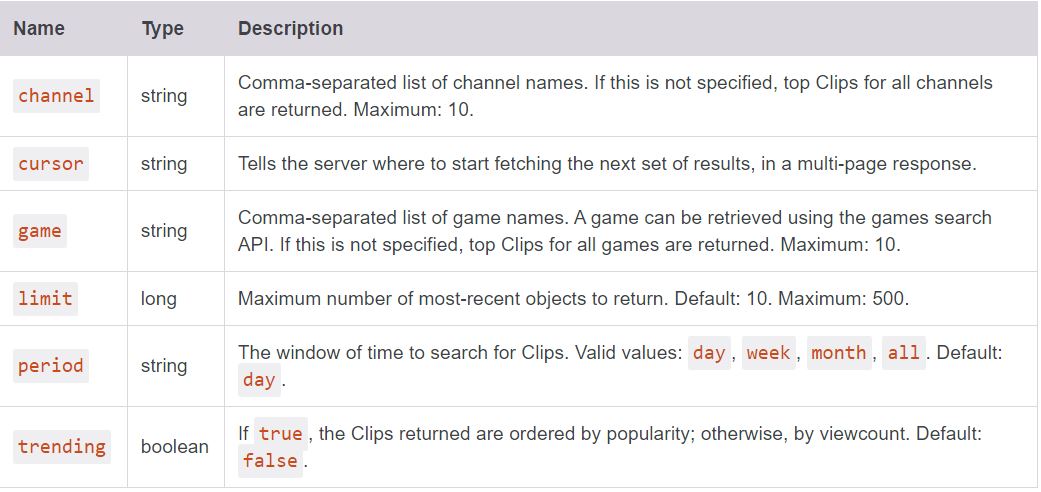 Name Type Description
channel string Comma-separated list of channel names. If this is not specified, top Clips for all channels
are returned. Maximum: 10.
cursor string Tells the server where to start fetching the next set of results, in a multi-page response.
game string Comma-separated list of game names. A game can be retrieved using the games search
API. If this is not specified, top Clips for all games are returned. Maximum: 10.
limit long Maximum number of most-recent objects to return. Default: 10. Maximum: 500.
period string The window of time to search for Clips. Valid values: day, week, month, all. Default:
day.
trending boolean If true, the Clips returned are ordered by popularity; otherwise, by viewcount. Default:
false.